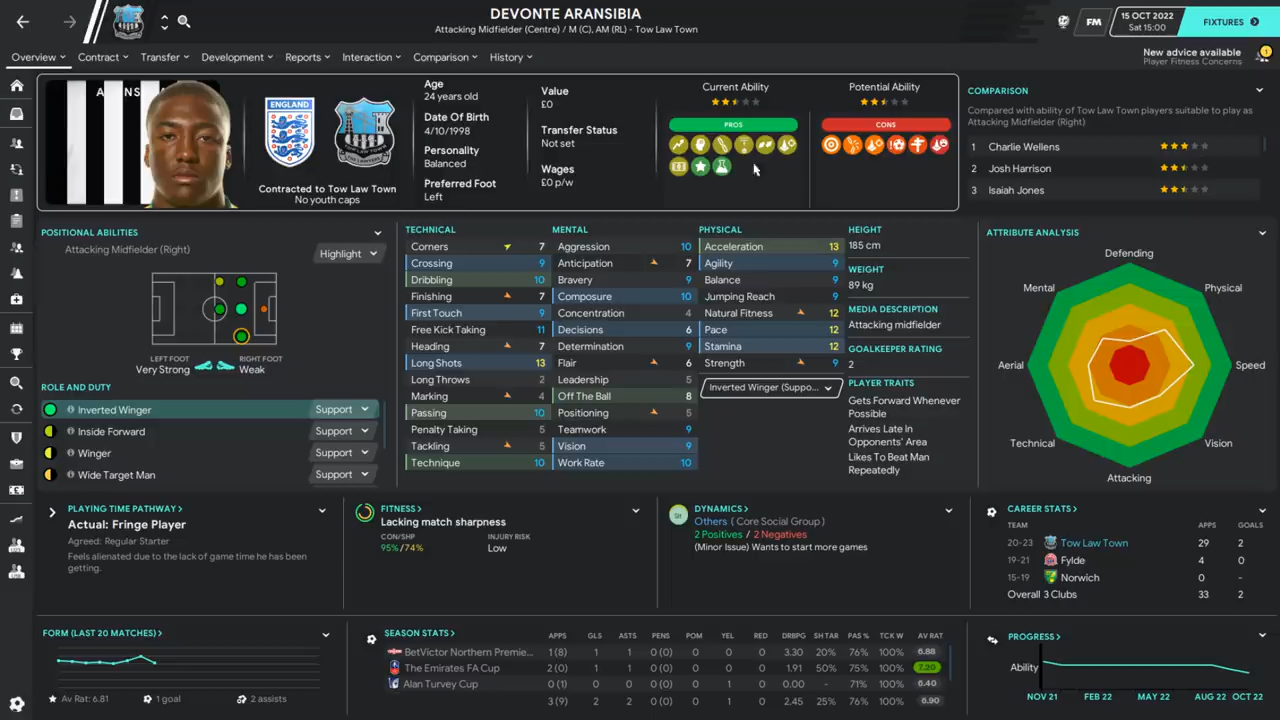 DEVONTE ARANSIBIA
Attacking Midfielder (Centre) / M (C), AM (RL) - Tow Law Town
FM
15 OCT 2022
Sat 15:00
FIXTURES
Overview
Contract
Transfer
Development
Reports
Interaction
Comparison
History
New advice available
Player Fitness Concerns
1
ENGLAND
Contracted to Tow Law Town
No youth caps
Age
24 years old
Date Of Birth
4/10/1998
Personality
Balanced
Preferred Foot
Left
Value
£0
Transfer Status
Not set
Wages
£0 p/w
Current Ability
PROS
Potential Ability
CONS
COMPARISON
Compared with ability of Tow Law Town players suitable to play as
Attacking Midfielder (Right)
1 Charlie Wellens
2 Josh Harrison
3 Isaiah Jones
POSITIONAL ABILITIES
Attacking Midfielder (Right)
Highlight
LEFT FOOT
Very Strong
RIGHT FOOT
Weak
ROLE AND DUTY
Inverted Winger Support
Inside Forward Support
Winger Support
Wide Target Man Support
TECHNICAL
Corners 7
Crossing 9
Dribbling 10
Finishing 7
First Touch 9
Free Kick Taking 11
Heading 7
Long Shots 13
Long Throws 2
Marking 4
Passing 10
Penalty Taking 5
Tackling 5
Technique 10
MENTAL
Aggression 10
Anticipation 7
Bravery 9
Composure 10
Concentration 4
Decisions 6
Determination 9
Flair 6
Leadership 5
Off The Ball 8
Positioning 5
Teamwork 9
Vision 9
Work Rate 10
PHYSICAL
Acceleration 13
Agility 9
Balance 9
Jumping Reach 9
Natural Fitness 12
Pace 12
Stamina 12
Strength 9
Inverted Winger (Suppo...
HEIGHT
185 cm
WEIGHT
89 kg
MEDIA DESCRIPTION
Attacking midfielder
GOALKEEPER RATING
2
PLAYER TRAITS
Gets Forward Whenever
Possible
Arrives Late In
Opponents' Area
Likes To Beat Man
Repeatedly
ATTRIBUTE ANALYSIS
Defending
Physical
Speed
Vision
Attacking
Technical
Aerial
Mental
PLAYING TIME PATHWAY
Actual: Fringe Player
Agreed: Regular Starter
Feels alienated due to the lack of game time he has been
getting.
FITNESS
Lacking match sharpness
CON/SHP
95%/74%
INJURY RISK
Low
DYNAMICS
Others ( Core Social Group )
2 Positives / 2 Negatives
(Minor Issue) Wants to start more games
CAREER STATS
TEAM APPS GOALS
20-23 Tow Law Town 29 2
19-21 Fylde 4 0
15-19 Norwich 0 -
Overall 3 Clubs 33 2
FORM (LAST 20 MATCHES)
Av Rat: 6.81
1 goal
2 assists
SEASON STATS
APPS GLS ASTS PENS POM YEL RED DRBPG SH TAR PAS % TCK W AV RAT
BetVictor Northern Premie... 1(8) 1 1 0 (0) 0 0 0 3.30 20% 76% 100% 6.88
The Emirates FA Cup 2 (0) 1 1 0 (0) 0 0 0 1.91 50% 75% 100% 7.20
Alan Turvey Cup 0 (1) 0 0 0 (0) 0 1 0 0.00 - 71% 100% 6.40
3 (9) 2 2 0 (0) 0 1 0 2.45 25% 76% 100% 6.90
PROGRESS
Ability
NOV 21
FEB 22
MAY 22
AUG 22
OCT 22